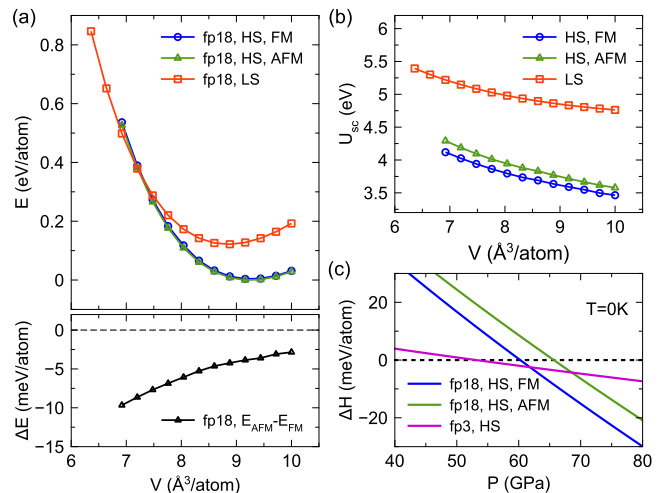 (a)
fp18, HS, FM
fp18, HS, AFM
fp18, LS
E (eV/atom)
0.8
0.6
0.4
0.2
0
ΔE (meV/atom)
0
−5
−10
−15
fp18, E_AFM-E_FM
6 7 8 9 10
V (Å³/atom)
(b)
HS, FM
HS, AFM
LS
U_sc (eV)
6
5.5
5
4.5
4
3.5
7 8 9 10
V (Å³/atom)
(c)
T=0K
ΔH (meV/atom)
20
0
−20
fp18, HS, FM
fp18, HS, AFM
fp3, HS
40 50 60 70 80
P (GPa)